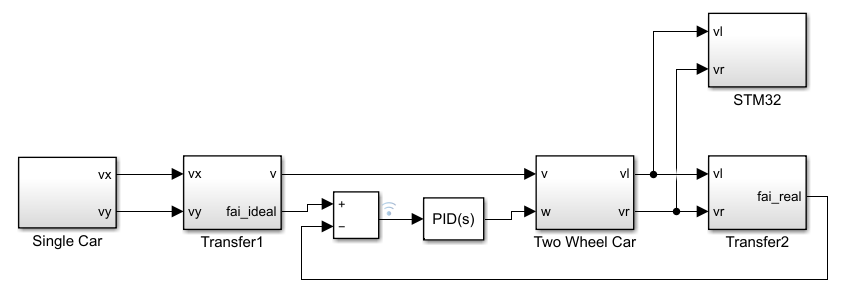 vl
vr
STM32
vx
vy
Single Car
vx
vy
v
fai_ideal
Transfer1
+
−
PID(s)
v
w
vl
vr
Two Wheel Car
vl
vr
fai_real
Transfer2